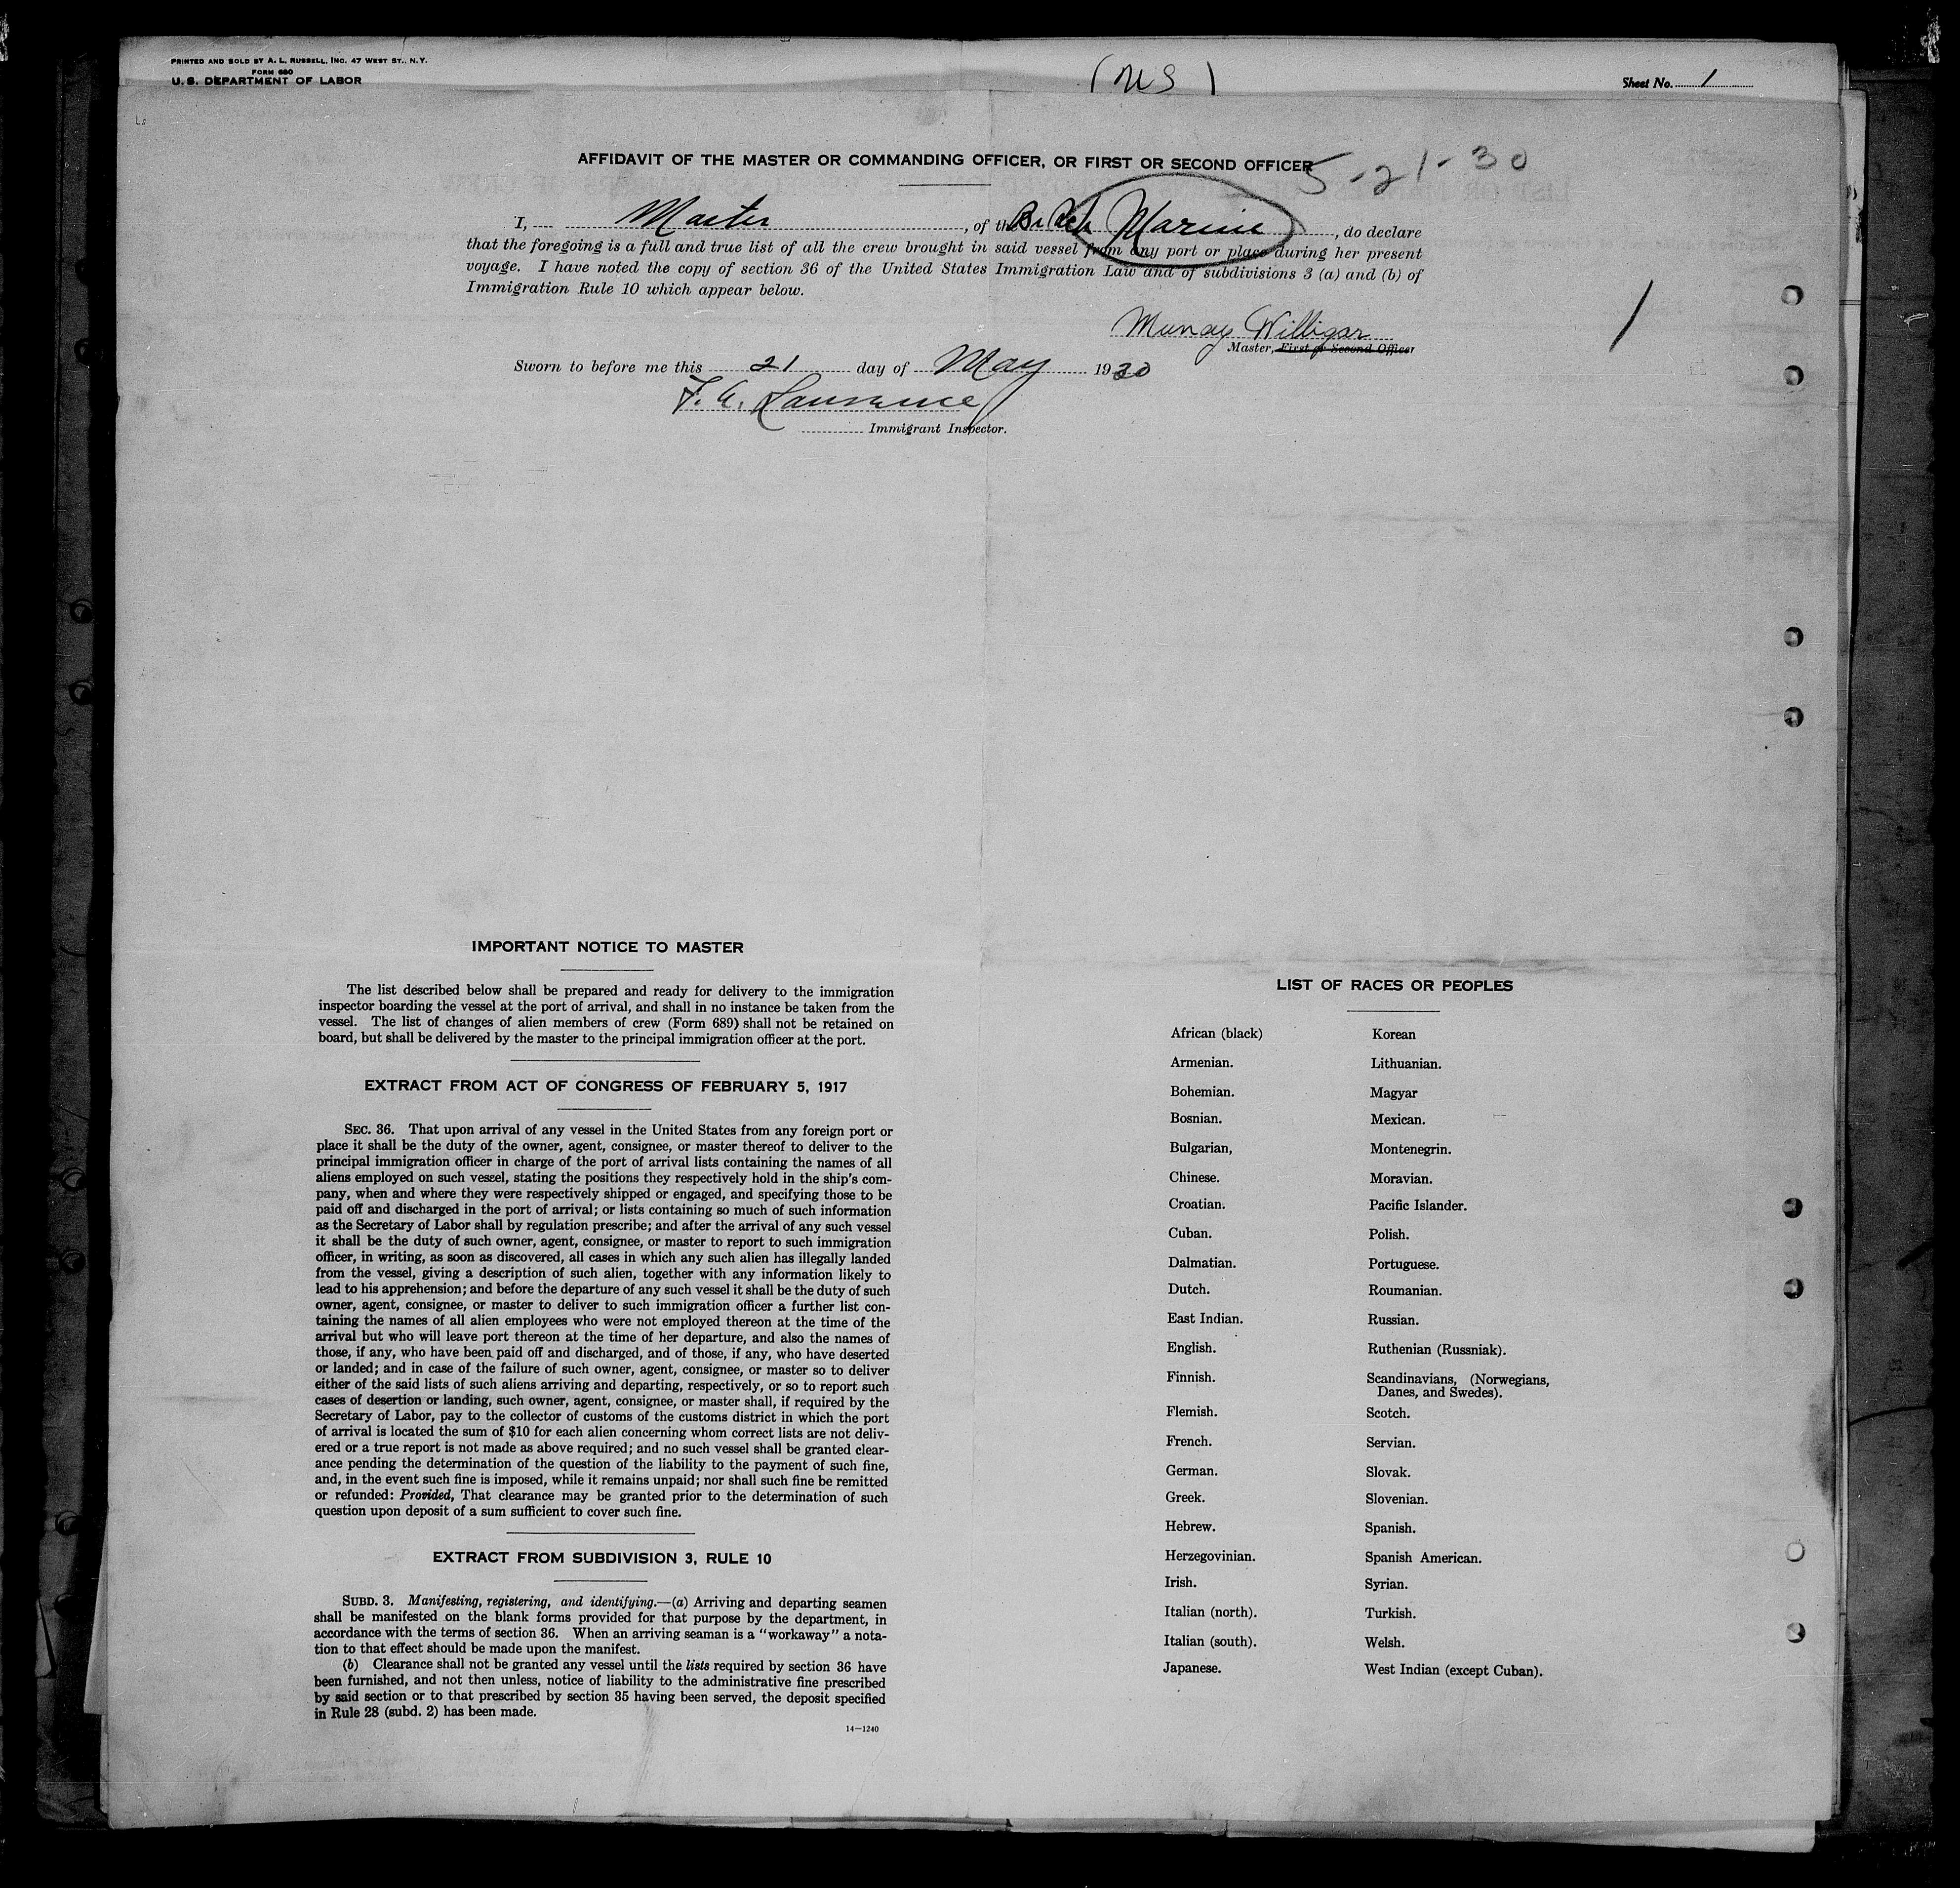 PRINTED AND SOLD BY A. L. RUSSELL, INC. 47 WEST ST., N. Y.
FORM 680
U. S. DEPARTMENT OF LABOR
Sheet No. 1
AFFIDAVIT OF THE MASTER OR COMMANDING OFFICER, OR FIRST OR SECOND OFFICER
5-21-30
I, Master, of the British, do declare
that the foregoing is a full and true list of all the crew brought in said vessel from any port or place during her present
voyage. I have noted the copy of section 36 of the United States Immigration Law and of subdivisions 3 (a) and (b) of
Immigration Rule 10 which appear below.
Master, First or Second Officer
Sworn to before me this 21 day of May 1930
Immigrant Inspector.
1
IMPORTANT NOTICE TO MASTER
The list described below shall be prepared and ready for delivery to the immigration
inspector boarding the vessel at the port of arrival, and shall in no instance be taken from the
vessel. The list of changes of alien members of crew (Form 689) shall not be retained on
board, but shall be delivered by the master to the principal immigration officer at the port.
EXTRACT FROM ACT OF CONGRESS OF FEBRUARY 5, 1917
SEC. 36. That upon arrival of any vessel in the United States from any foreign port or
place it shall be the duty of the owner, agent, consignee, or master thereof to deliver to the
principal immigration officer in charge of the port of arrival lists containing the names of all
aliens employed on such vessel, stating the positions they respectively hold in the ship's com-
pany, when and where they were respectively shipped or engaged, and specifying those to be
paid off and discharged in the port of arrival; or lists containing so much of such information
as the Secretary of Labor shall by regulation prescribe; and after the arrival of any such vessel
it shall be the duty of such owner, agent, consignee, or master to report to such immigration
officer, in writing, as soon as discovered, all cases in which any such alien has illegally landed
from the vessel, giving a description of such alien, together with any information likely to
lead to his apprehension; and before the departure of any such vessel it shall be the duty of such
owner, agent, consignee, or master to deliver to such immigration officer a further list con-
taining the names of all alien employees who were not employed thereon at the time of the
arrival but who will leave port thereon at the time of her departure, and also the names of
those, if any, who have been paid off and discharged, and of those, if any, who have deserted
or landed; and in case of the failure of such owner, agent, consignee, or master so to deliver
either of the said lists of such aliens arriving and departing, respectively, or so to report such
cases of desertion or landing, such owner, agent, consignee, or master shall, if required by the
Secretary of Labor, pay to the collector of customs of the customs district in which the port
of arrival is located the sum of $10 for each alien concerning whom correct lists are not deliv-
ered or a true report is not made as above required; and no such vessel shall be granted clear-
ance pending the determination of the question of the liability to the payment of such fine,
and, in the event such fine is imposed, while it remains unpaid; nor shall such fine be remitted
or refunded: Provided, That clearance may be granted prior to the determination of such
question upon deposit of a sum sufficient to cover such fine.
EXTRACT FROM SUBDIVISION 3, RULE 10
SUBD. 3. Manifesting, registering, and identifying.—(a) Arriving and departing seamen
shall be manifested on the blank forms provided for that purpose by the department, in
accordance with the terms of section 36. When an arriving seaman is a "workaway" a nota-
tion to that effect should be made upon the manifest.
(b) Clearance shall not be granted any vessel until the lists required by section 36 have
been furnished, and not then unless, notice of liability to the administrative fine prescribed
by said section or to that prescribed by section 35 having been served, the deposit specified
in Rule 28 (subd. 2) has been made.
14—1240
LIST OF RACES OR PEOPLES
African (black)
Armenian.
Bohemian.
Bosnian.
Bulgarian,
Chinese.
Croatian.
Cuban.
Dalmatian.
Dutch.
East Indian.
English.
Finnish.
Flemish.
French.
German.
Greek.
Hebrew.
Herzegovinian.
Irish.
Italian (north).
Italian (south).
Japanese.
Korean
Lithuanian.
Magyar
Mexican.
Montenegrin.
Moravian.
Pacific Islander.
Polish.
Portuguese.
Roumanian.
Russian.
Ruthenian (Russniak).
Scandinavians, (Norwegians,
Danes, and Swedes).
Scotch.
Servian.
Slovak.
Slovenian.
Spanish.
Spanish American.
Syrian.
Turkish.
Welsh.
West Indian (except Cuban).